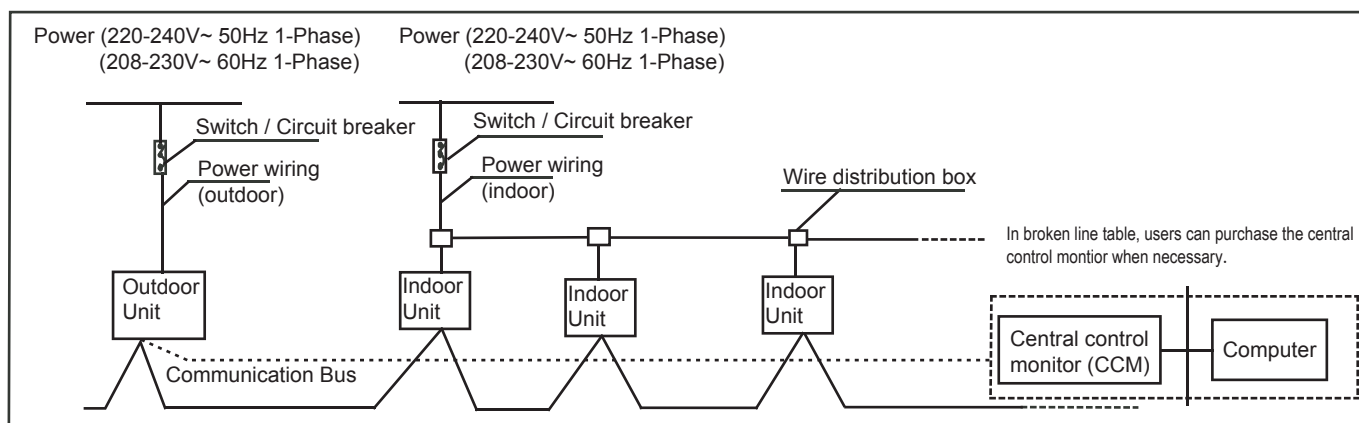 Power (220-240V~ 50Hz 1-Phase)
(208-230V~ 60Hz 1-Phase)
Power (220-240V~ 50Hz 1-Phase)
(208-230V~ 60Hz 1-Phase)
Switch / Circuit breaker
Power wiring
(outdoor)
Switch / Circuit breaker
Power wiring
(indoor)
Wire distribution box
In broken line table, users can purchase the central
control montior when necessary.
Outdoor
Unit
Indoor
Unit
Indoor
Unit
Indoor
Unit
Central control
monitor (CCM)
Computer
Communication Bus